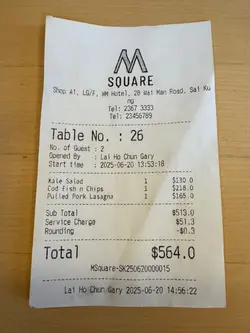 M
SQUARE
Shop A1, LG/F, WM Hotel, 28 Wai Man Road, Sai Ku
ng
Tel: 2367 3333
Tel: 23456789
Table No. : 26
No. of Guest : 2
Opened By : Lai Ho Chun Gary
Start time : 2025-06-20 13:53:18
Kale Salad 1 $130.0
Cod Fish n Chips 1 $218.0
Pulled Pork Lasagna 1 $165.0
Sub Total $513.0
Service Charge $51.3
Rounding -$0.3
Total $564.0
MSquare-SK250620000015
Lai Ho Chun Gary 2025-06-20 14:56:22